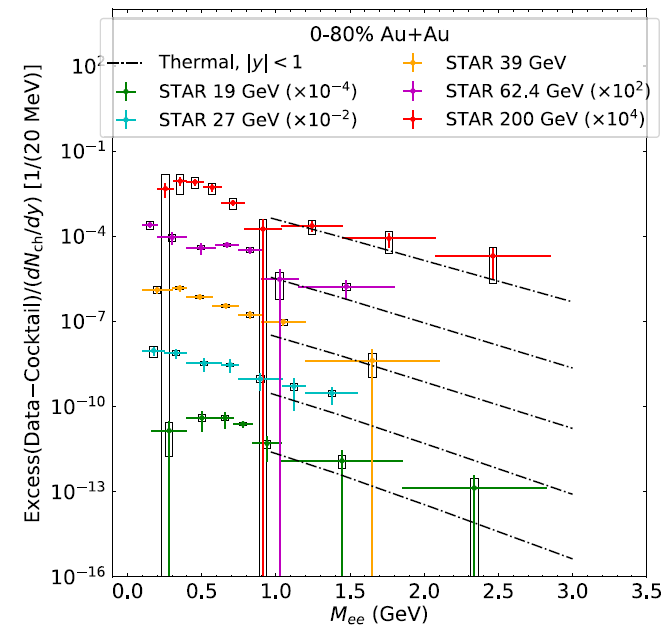 0-80% Au+Au
Thermal, |y| < 1
STAR 19 GeV (×10⁻⁴)
STAR 27 GeV (×10⁻²)
STAR 39 GeV
STAR 62.4 GeV (×10²)
STAR 200 GeV (×10⁴)
Excess(Data−Cocktail)/(dN_ch/dy) [1/(20 MeV)]
10²
10⁻¹
10⁻⁴
10⁻⁷
10⁻¹⁰
10⁻¹³
10⁻¹⁶
0.0 0.5 1.0 1.5 2.0 2.5 3.0 3.5
M_ee (GeV)